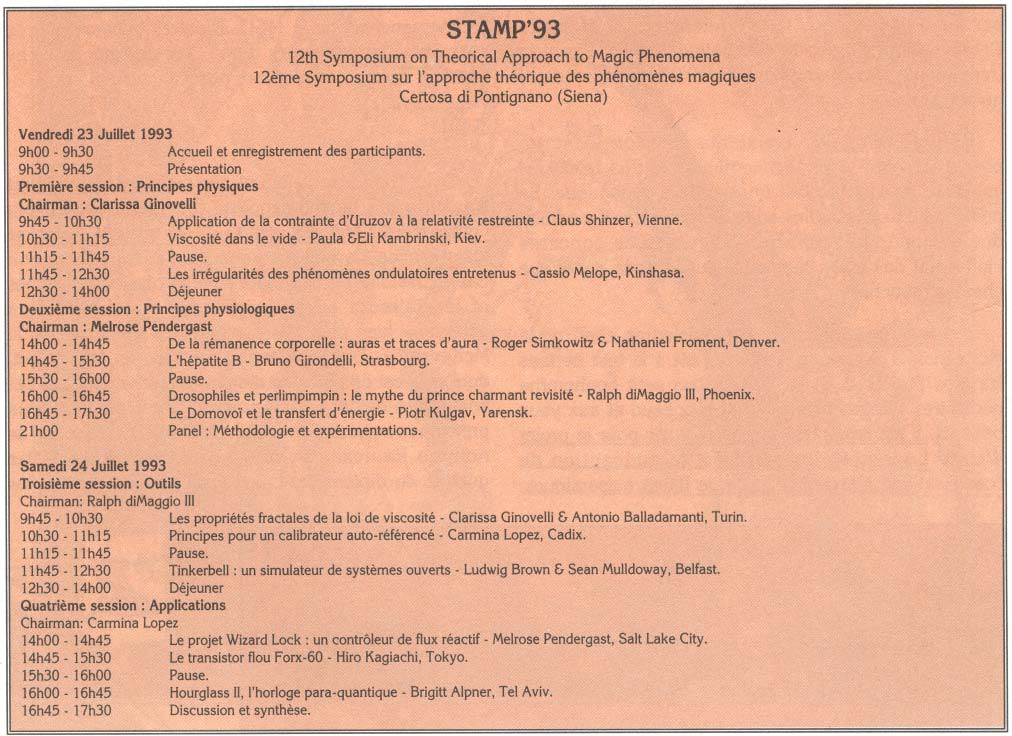 STAMP'93
12th Symposium on Theorical Approach to Magic Phenomena
12ème Symposium sur l'approche théorique des phénomènes magiques
Certosa di Pontignano (Siena)
Vendredi 23 Juillet 1993
9h00 - 9h30 Accueil et enregistrement des participants.
9h30 - 9h45 Présentation
Première session : Principes physiques
Chairman : Clarissa Ginovelli
9h45 - 10h30 Application de la contrainte d'Uruzov à la relativité restreinte - Claus Shinzer, Vienne.
10h30 - 11h15 Viscosité dans le vide - Paula &Eli Kambrinski, Kiev.
11h15 - 11h45 Pause.
11h45 - 12h30 Les irrégularités des phénomènes ondulatoires entretenus - Cassio Melope, Kinshasa.
12h30 - 14h00 Déjeuner
Deuxième session : Principes physiologiques
Chairman : Melrose Pendergast
14h00 - 14h45 De la rémanence corporelle : auras et traces d'aura - Roger Simkowitz & Nathaniel Froment, Denver.
14h45 - 15h30 L'hépatite B - Bruno Girondelli, Strasbourg.
15h30 - 16h00 Pause.
16h00 - 16h45 Drosophiles et perlimpimpin : le mythe du prince charmant revisité - Ralph diMaggio III, Phoenix.
16h45 - 17h30 Le Domovoï et le transfert d'énergie - Piotr Kulgav, Yarensk.
21h00 Panel : Méthodologie et expérimentations.
Samedi 24 Juillet 1993
Troisième session : Outils
Chairman: Ralph diMaggio III
9h45 - 10h30 Les propriétés fractales de la loi de viscosité - Clarissa Ginovelli & Antonio Balladamanti, Turin.
10h30 - 11h15 Principes pour un calibrateur auto-référencé - Carmina Lopez, Cadix.
11h15 - 11h45 Pause.
11h45 - 12h30 Tinkerbell : un simulateur de systèmes ouverts - Ludwig Brown & Sean Mulldoway, Belfast.
12h30 - 14h00 Déjeuner
Quatrième session : Applications
Chairman: Carmina Lopez
14h00 - 14h45 Le projet Wizard Lock : un contrôleur de flux réactif - Melrose Pendergast, Salt Lake City.
14h45 - 15h30 Le transistor flou Forx-60 - Hiro Kagiachi, Tokyo.
15h30 - 16h00 Pause.
16h00 - 16h45 Hourglass II, l'horloge para-quantique - Brigitt Alpner, Tel Aviv.
16h45 - 17h30 Discussion et synthèse.